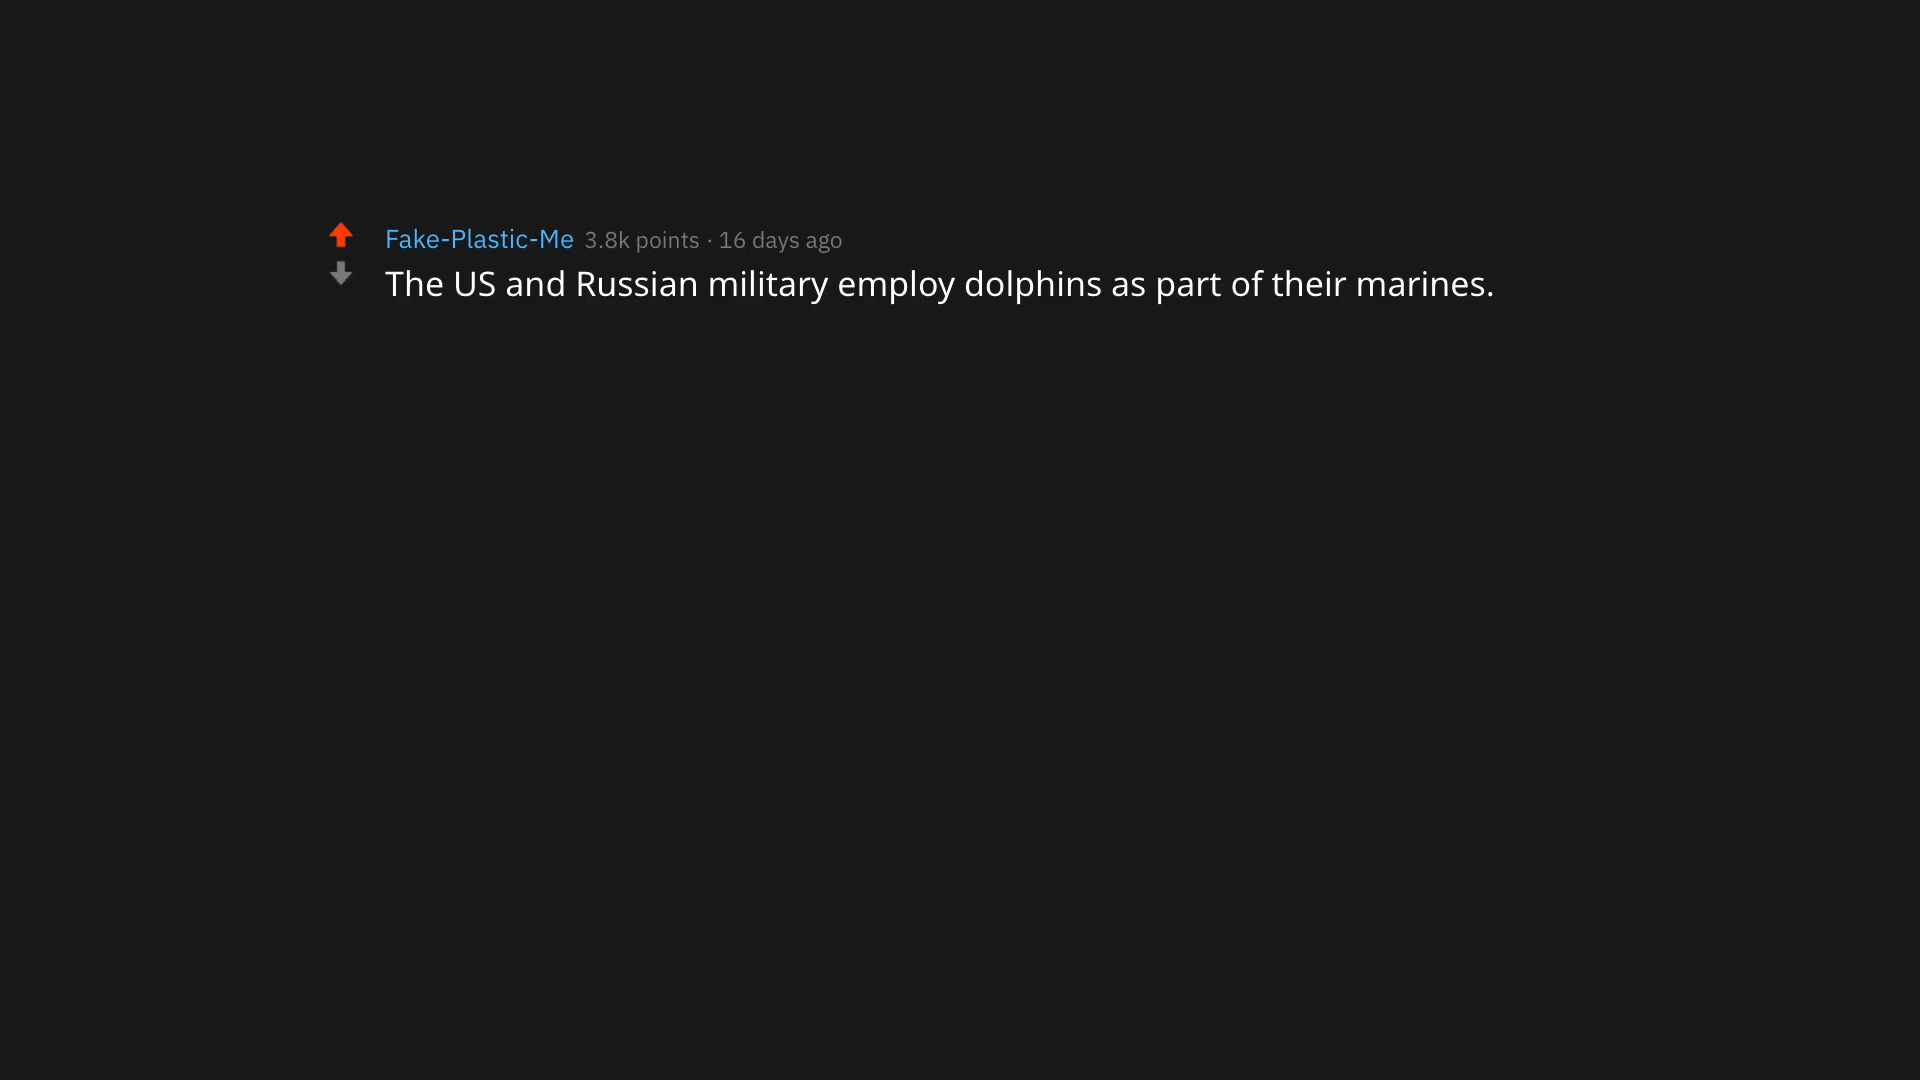 Fake-Plastic-Me 3.8k points · 16 days ago
The US and Russian military employ dolphins as part of their marines.